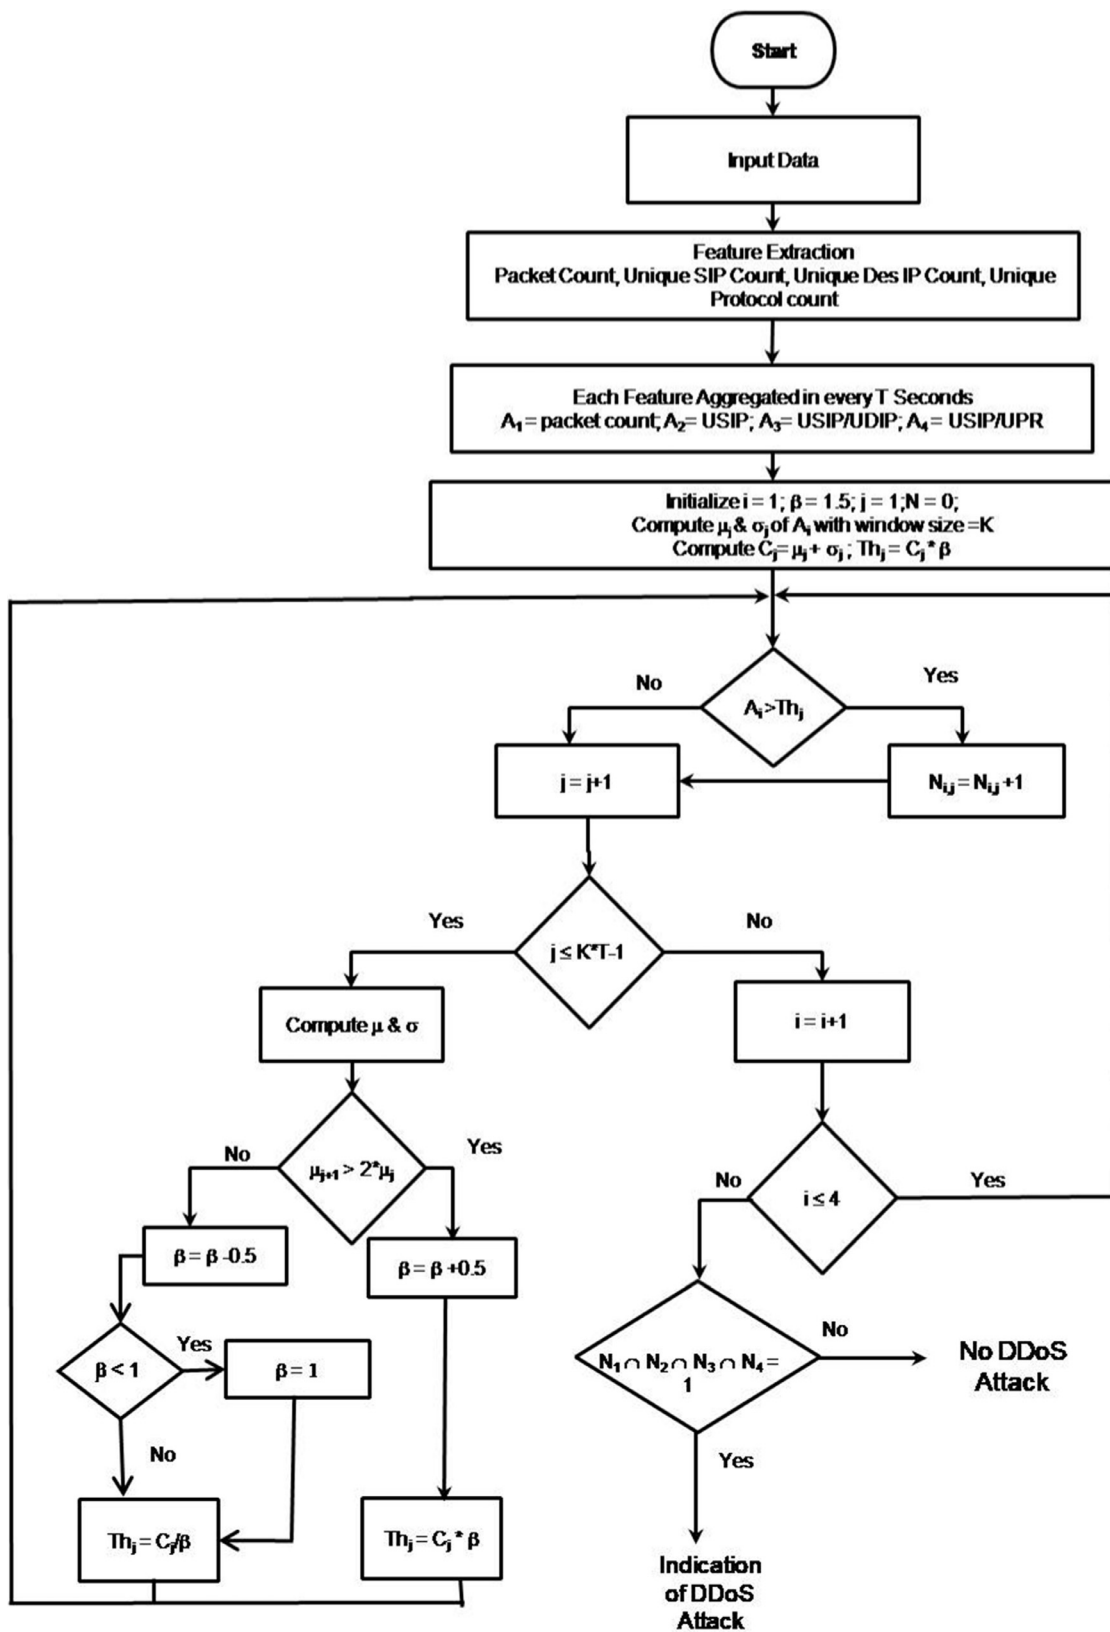 Start
Input Data
Feature Extraction
Packet Count, Unique SIP Count, Unique Des IP Count, Unique
Protocol count
Each Feature Aggregated in every T Seconds
A₁ = packet count; A₂= USIP; A₃= USIP/UDIP; A₄ = USIP/UPR
Initialize i = 1; β = 1.5; j = 1;N = 0;
Compute μⱼ & σⱼ of Aᵢ with window size =K
Compute Cⱼ= μⱼ + σⱼ ; Thⱼ = Cⱼ * β
No
Yes
Aᵢ>Thⱼ
j = j+1
Nᵢ,ⱼ = Nᵢ,ⱼ +1
Yes
No
j ≤ K*T-1
Compute μ & σ
i = i+1
No
Yes
μⱼ₊₁ > 2*μⱼ
No
Yes
i ≤ 4
β = β -0.5
β = β +0.5
β < 1
Yes
β = 1
No
N₁ ∩ N₂ ∩ N₃ ∩ N₄ =
1
No
No DDoS
Attack
Yes
Thⱼ = Cⱼ/β
Thⱼ = Cⱼ * β
Indication
of DDoS
Attack